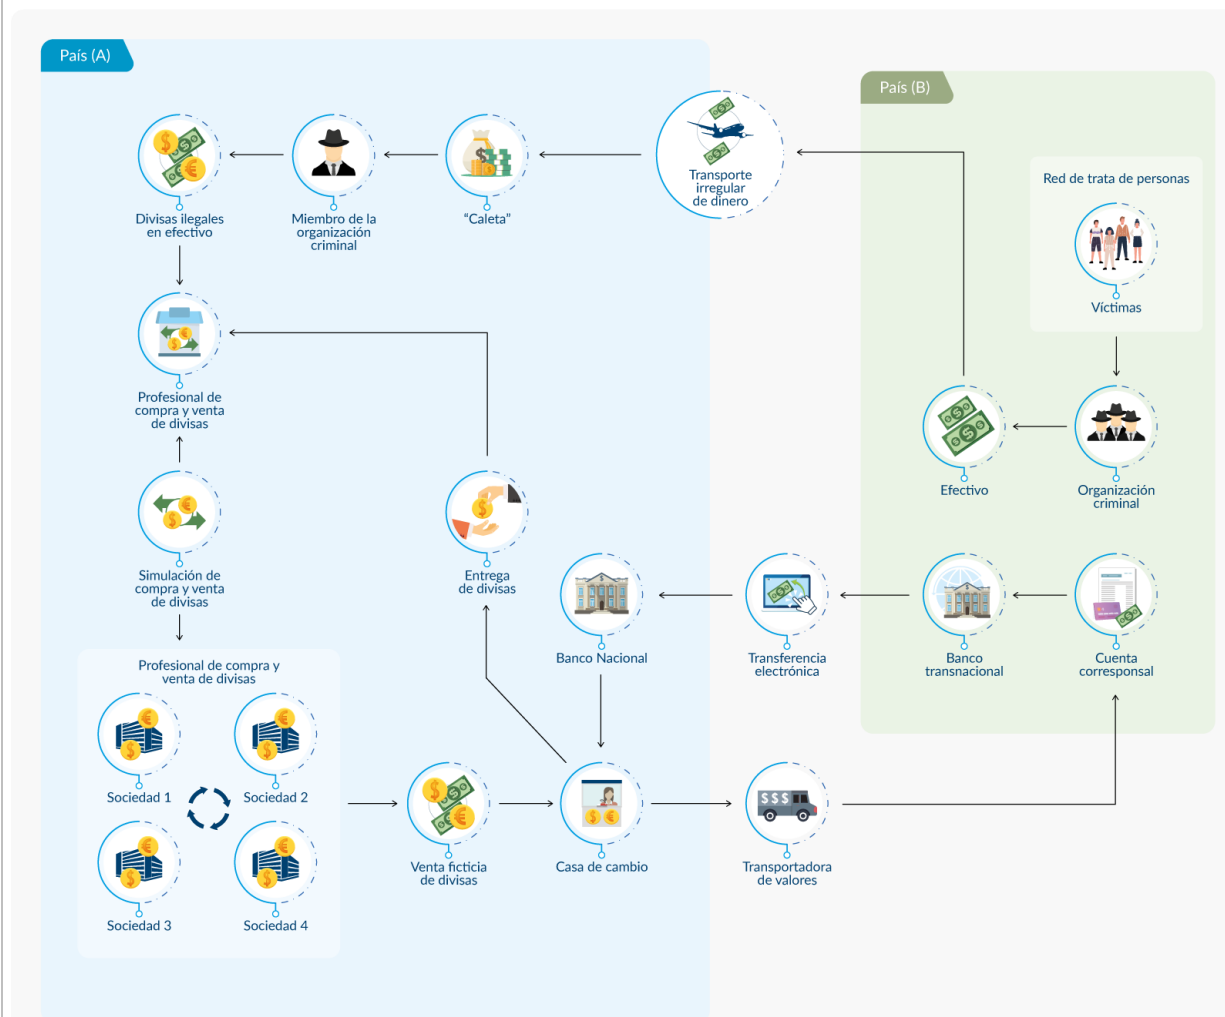 País (A)
País (B)
Transporte
irregular
de dinero
"Caleta"
Miembro de la
organización
criminal
Divisas ilegales
en efectivo
Red de trata de personas
Víctimas
Organización
criminal
Efectivo
Profesional de
compra y venta
de divisas
Simulación de
compra y venta
de divisas
Entrega
de divisas
Banco Nacional
Transferencia
electrónica
Banco
transnacional
Cuenta
corresponsal
Profesional de compra y
venta de divisas
Sociedad 1
Sociedad 2
Sociedad 3
Sociedad 4
Venta ficticia
de divisas
Casa de cambio
$$$
Transportadora
de valores